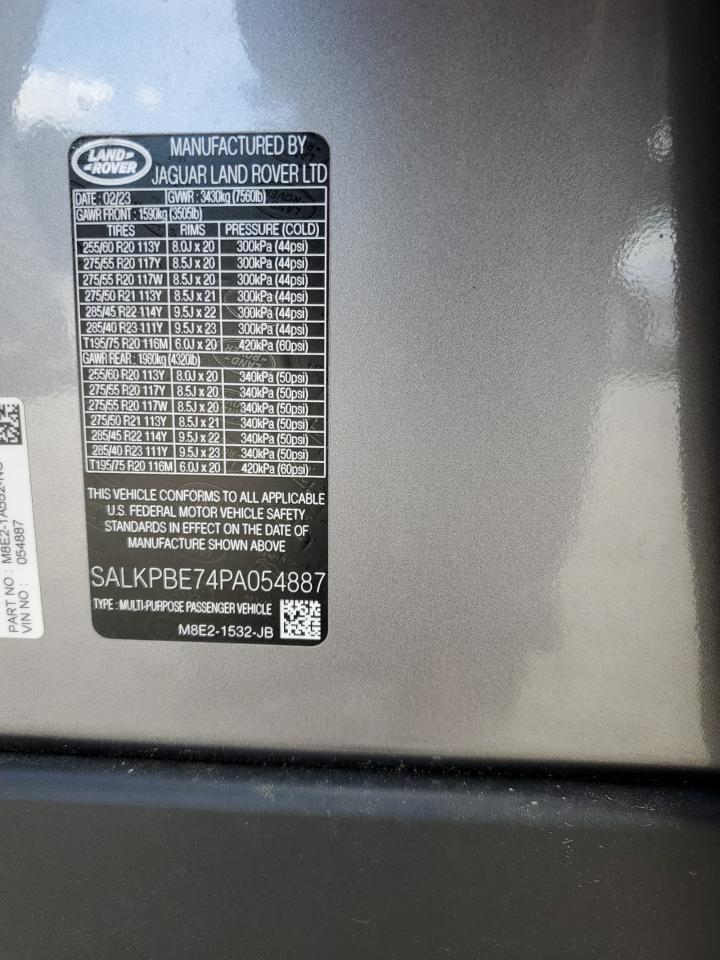 LAND-
ROVER
MANUFACTURED BY
JAGUAR LAND ROVER LTD
DATE : 02/23 GVWR : 3430kg (7560lb)
GAWR FRONT : 1590kg (3505lb)
TIRES RIMS PRESSURE (COLD)
255/60 R20 113Y 8.0J x 20 300kPa (44psi)
275/55 R20 117Y 8.5J x 20 300kPa (44psi)
275/55 R20 117W 8.5J x 20 300kPa (44psi)
275/50 R21 113Y 8.5J x 21 300kPa (44psi)
285/45 R22 114Y 9.5J x 22 300kPa (44psi)
285/40 R23 111Y 9.5J x 23 300kPa (44psi)
T195/75 R20 116M 6.0J x 20 420kPa (60psi)
GAWR REAR : 1960kg (4320lb)
255/60 R20 113Y 8.0J x 20 340kPa (50psi)
275/55 R20 117Y 8.5J x 20 340kPa (50psi)
275/55 R20 117W 8.5J x 20 340kPa (50psi)
275/50 R21 113Y 8.5J x 21 340kPa (50psi)
285/45 R22 114Y 9.5J x 22 340kPa (50psi)
285/40 R23 111Y 9.5J x 23 340kPa (50psi)
T195/75 R20 116M 6.0J x 20 420kPa (60psi)
THIS VEHICLE CONFORMS TO ALL APPLICABLE
U.S. FEDERAL MOTOR VEHICLE SAFETY
STANDARDS IN EFFECT ON THE DATE OF
MANUFACTURE SHOWN ABOVE
SALKPBE74PA054887
TYPE : MULTI-PURPOSE PASSENGER VEHICLE
M8E2-1532-JB
PART NO :
VIN NO : 054887